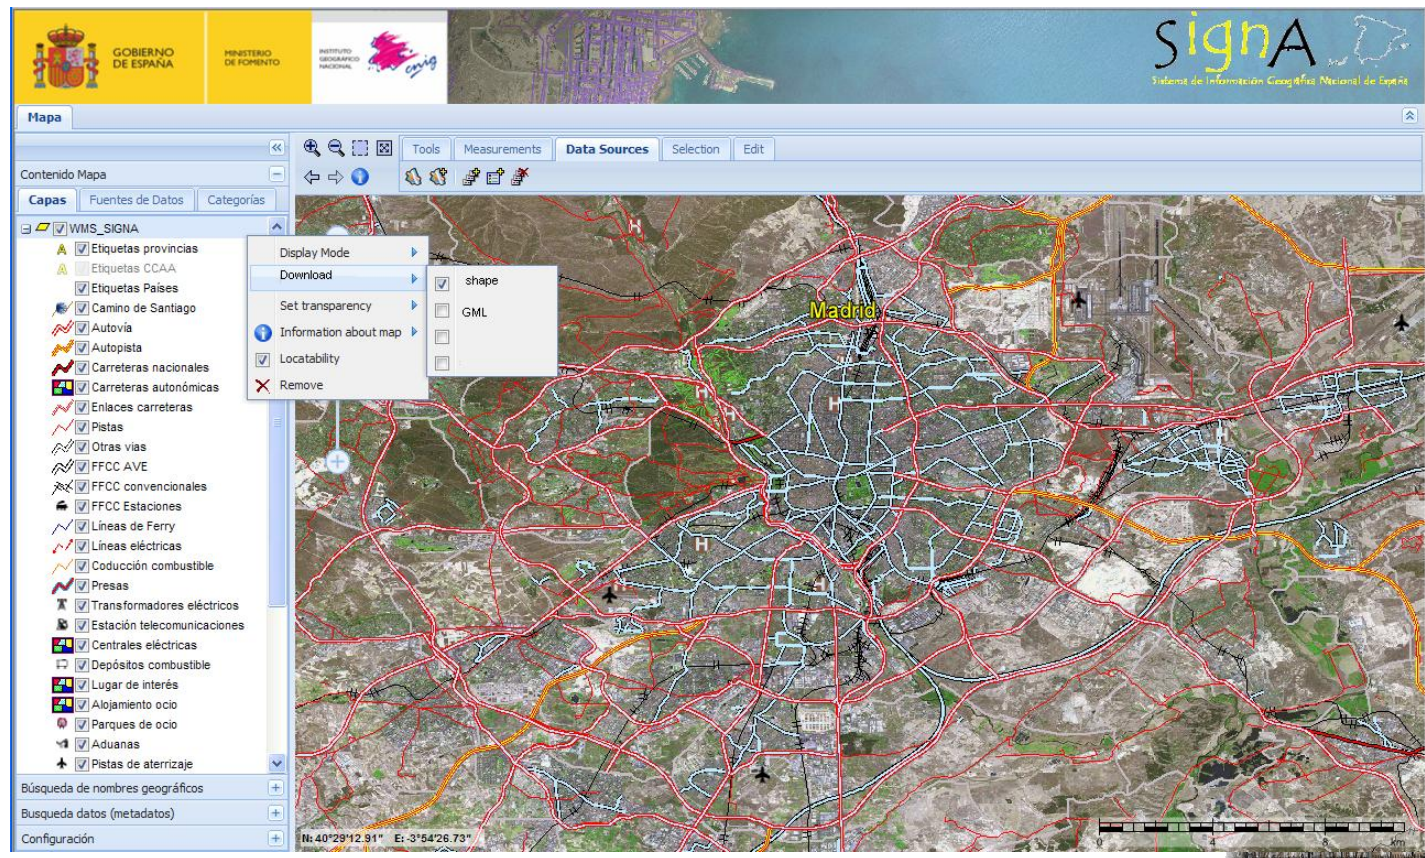 GOBIERNO
DE ESPAÑA
MINISTERIO
DE FOMENTO
INSTITUTO
GEOGRÁFICO
NACIONAL
cnig
SignA
Sistema de Información Geográfica Nacional de España
Mapa
Contenido Mapa
Capas Fuentes de Datos Categorías
WMS_SIGNA
Etiquetas provincias
Etiquetas CCAA
Etiquetas Países
Camino de Santiago
Autovía
Autopista
Carreteras nacionales
Carreteras autonómicas
Enlaces carreteras
Pistas
Otras vias
FFCC AVE
FFCC convencionales
FFCC Estaciones
Líneas de Ferry
Líneas eléctricas
Coducción combustible
Presas
Transformadores eléctricos
Estación telecomunicaciones
Centrales eléctricas
Depósitos combustible
Lugar de interés
Alojamiento ocio
Parques de ocio
Aduanas
Pistas de aterrizaje
Búsqueda de nombres geográficos
Busqueda datos (metadatos)
Configuración
Tools Measurements Data Sources Selection Edit
Display Mode
Download
Set transparency
Information about map
Locatability
Remove
shape
GML
Madrid
H
H
H
H
H
H
H
N: 40°29'12.91" E: -3°54'26.73"
0 4 8 km